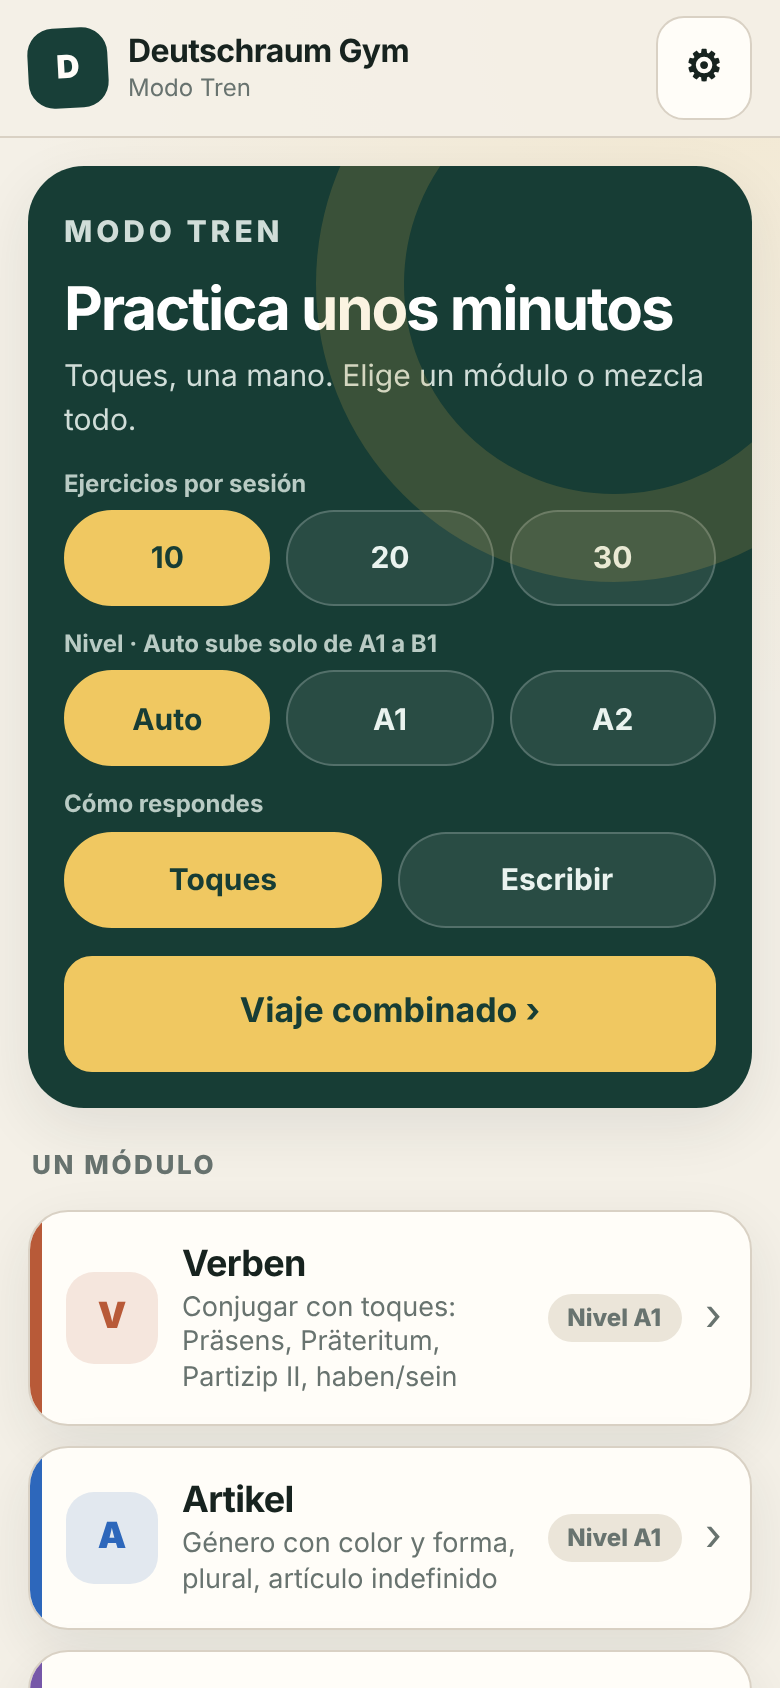 D
Deutschraum Gym
Modo Tren
⚙
MODO TREN
Practica unos minutos
Toques, una mano. Elige un módulo o mezcla
todo.
Ejercicios por sesión
10
20
30
Nivel · Auto sube solo de A1 a B1
Auto
A1
A2
Cómo respondes
Toques
Escribir
Viaje combinado ›
UN MÓDULO
V
Verben
Conjugar con toques:
Präsens, Präteritum,
Partizip II, haben/sein
Nivel A1
›
A
Artikel
Género con color y forma,
plural, artículo indefinido
Nivel A1
›